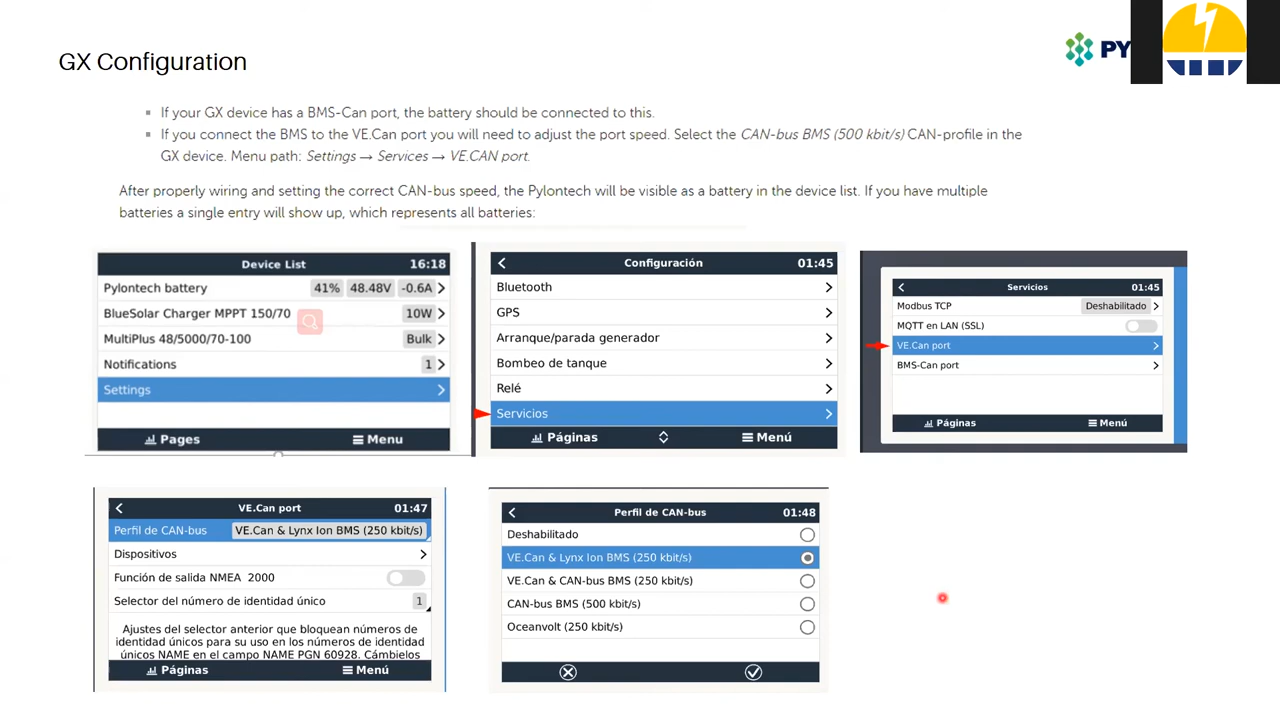 GX Configuration
PY
If your GX device has a BMS-Can port, the battery should be connected to this.
If you connect the BMS to the VE.Can port you will need to adjust the port speed. Select the CAN-bus BMS (500 kbit/s) CAN-profile in the
GX device. Menu path: Settings → Services → VE.CAN port.
After properly wiring and setting the correct CAN-bus speed, the Pylontech will be visible as a battery in the device list. If you have multiple
batteries a single entry will show up, which represents all batteries:
Device List 16:18
Pylontech battery 41% 48.48V -0.6A
BlueSolar Charger MPPT 150/70 10W
MultiPlus 48/5000/70-100 Bulk
Notifications 1
Settings
Pages Menu
Configuración 01:45
Bluetooth
GPS
Arranque/parada generador
Bombeo de tanque
Relé
Servicios
Páginas Menú
Servicios 01:45
Modbus TCP Deshabilitado
MQTT en LAN (SSL)
VE.Can port
BMS-Can port
Páginas Menú
VE.Can port 01:47
Perfil de CAN-bus VE.Can & Lynx Ion BMS (250 kbit/s)
Dispositivos
Función de salida NMEA 2000
Selector del número de identidad único 1
Ajustes del selector anterior que bloquean números de
identidad únicos para su uso en los números de identidad
únicos NAME en el campo NAME PGN 60928. Cámbielos
Páginas Menú
Perfil de CAN-bus 01:48
Deshabilitado
VE.Can & Lynx Ion BMS (250 kbit/s)
VE.Can & CAN-bus BMS (250 kbit/s)
CAN-bus BMS (500 kbit/s)
Oceanvolt (250 kbit/s)